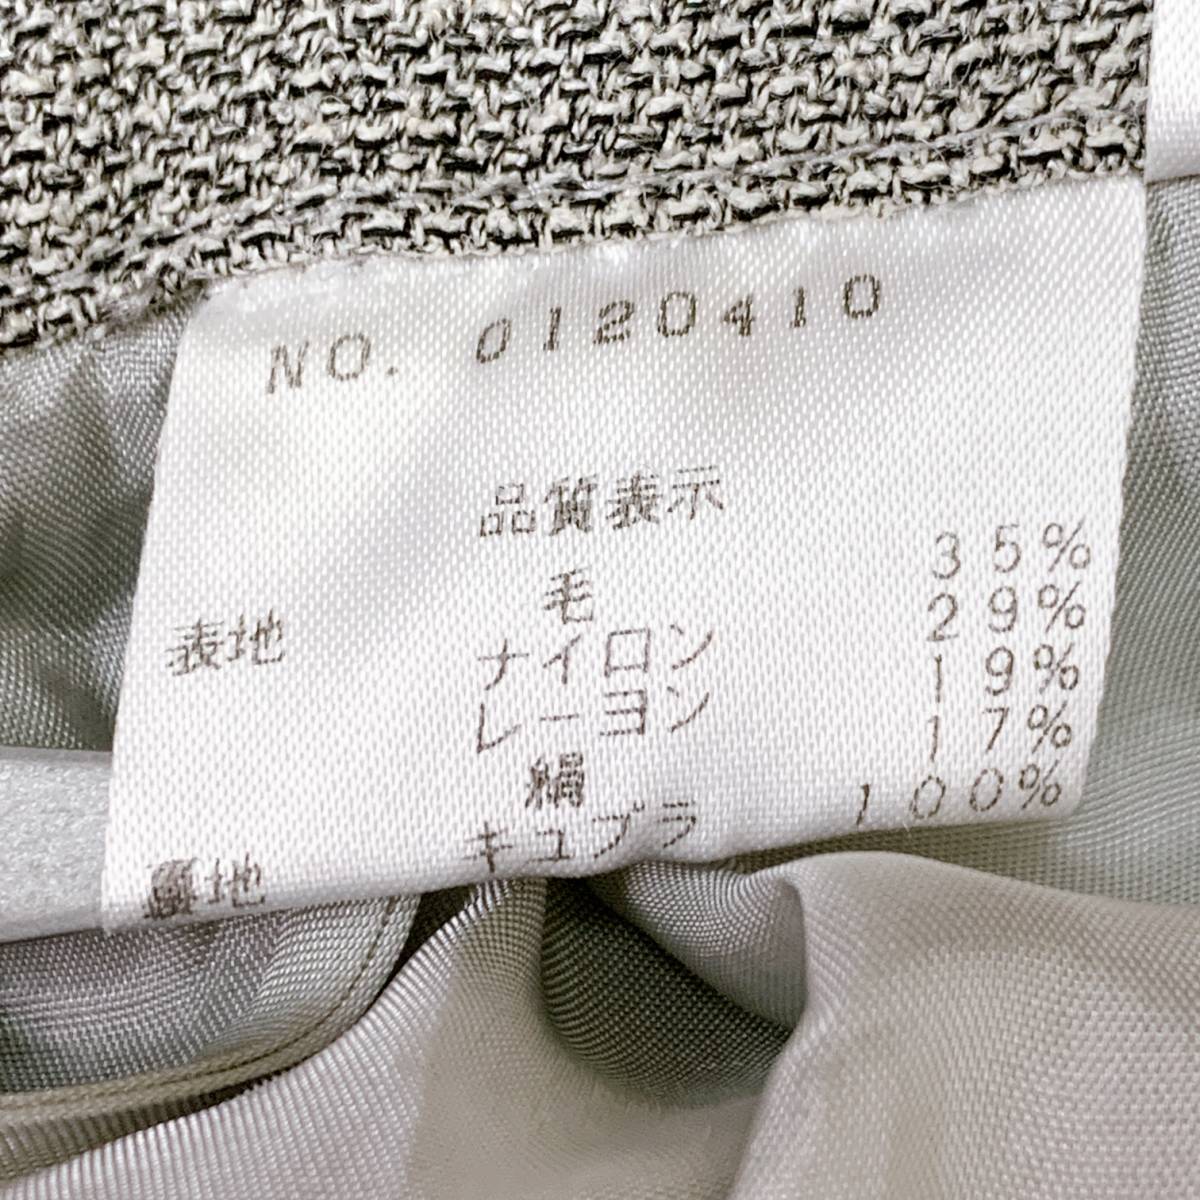 NO. 0120410
品質表示
表地 毛 35%
ナイロン 29%
レーヨン 19%
絹 17%
裏地 キュプラ 100%